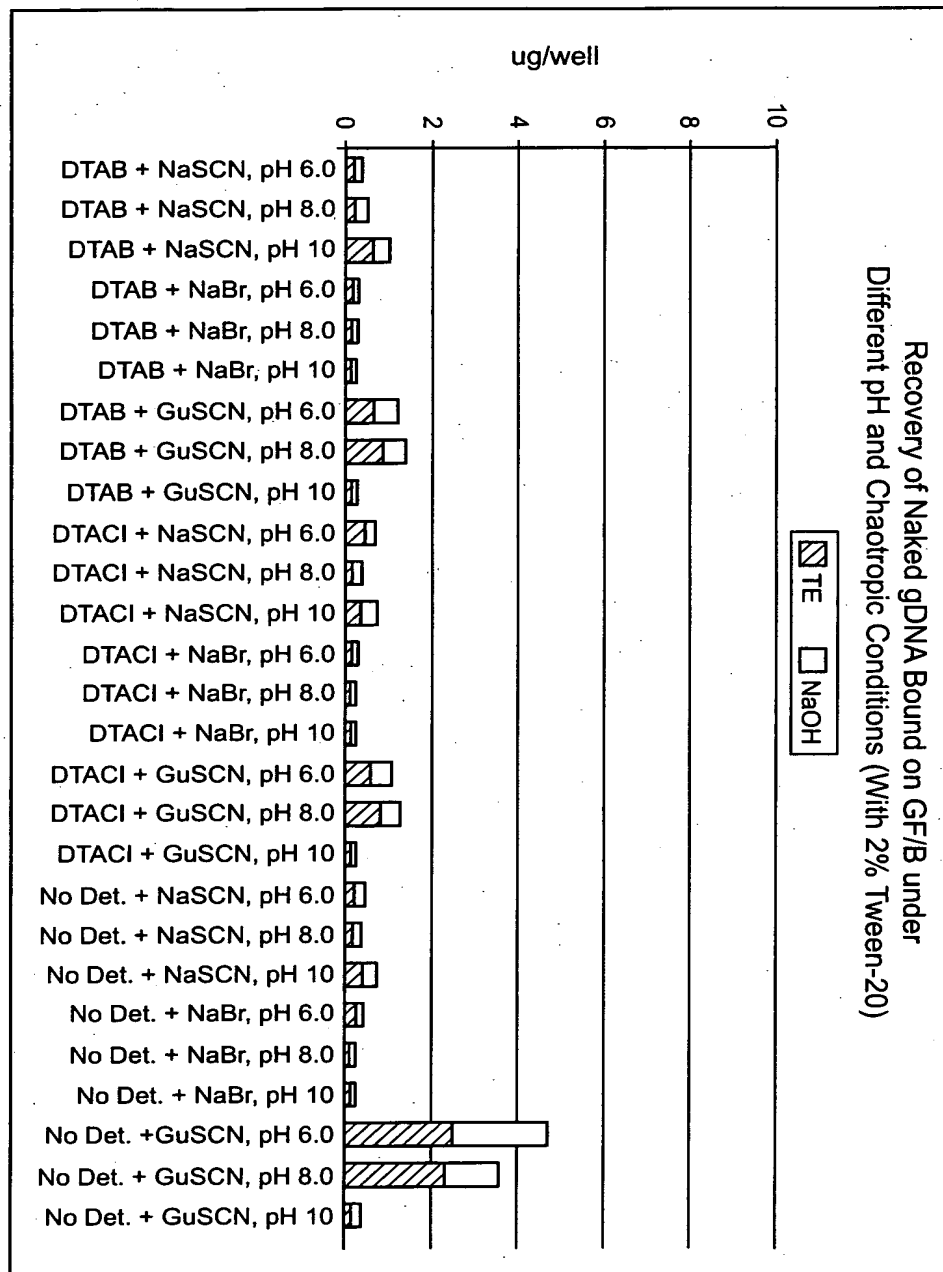 Recovery of Naked gDNA Bound on GF/B under
Different pH and Chaotropic Conditions (With 2% Tween-20)
TE NaOH
ug/well
0
2
4
6
8
10
DTAB + NaSCN, pH 6.0
DTAB + NaSCN, pH 8.0
DTAB + NaSCN, pH 10
DTAB + NaBr, pH 6.0
DTAB + NaBr, pH 8.0
DTAB + NaBr, pH 10
DTAB + GuSCN, pH 6.0
DTAB + GuSCN, pH 8.0
DTAB + GuSCN, pH 10
DTACl + NaSCN, pH 6.0
DTACl + NaSCN, pH 8.0
DTACl + NaSCN, pH 10
DTACl + NaBr, pH 6.0
DTACl + NaBr, pH 8.0
DTACl + NaBr, pH 10
DTACl + GuSCN, pH 6.0
DTACl + GuSCN, pH 8.0
DTACl + GuSCN, pH 10
No Det. + NaSCN, pH 6.0
No Det. + NaSCN, pH 8.0
No Det. + NaSCN, pH 10
No Det. + NaBr, pH 6.0
No Det. + NaBr, pH 8.0
No Det. + NaBr, pH 10
No Det. +GuSCN, pH 6.0
No Det. + GuSCN, pH 8.0
No Det. + GuSCN, pH 10